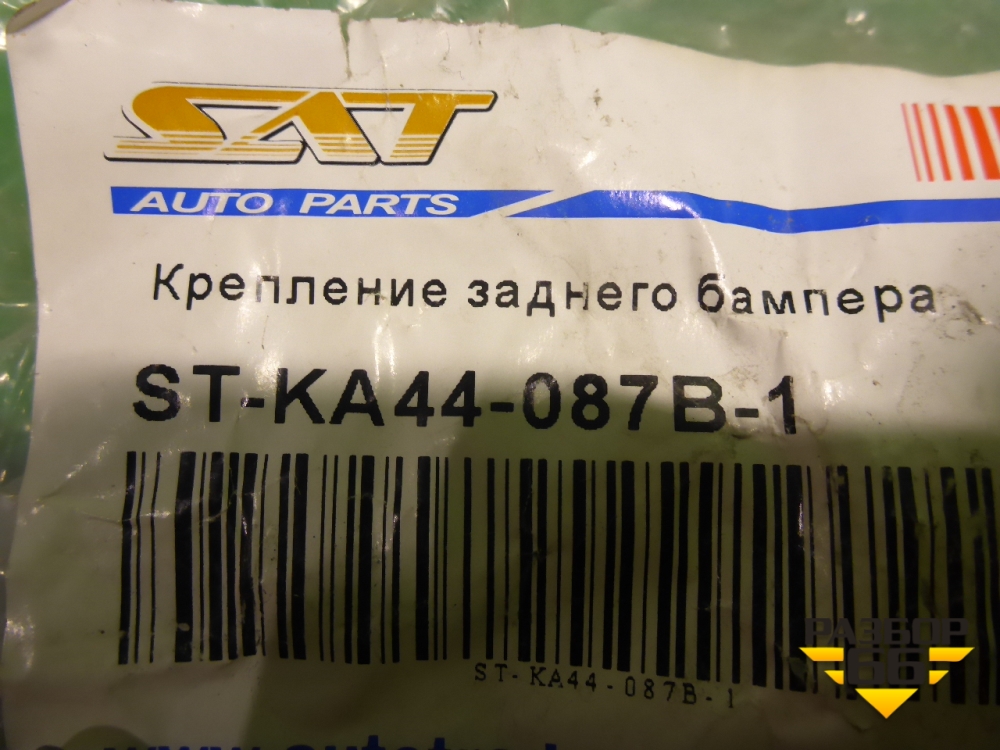 SAT
AUTO PARTS
Крепление заднего бампера
ST-KA44-087B-1
ST-KA44-087B-1
РАЗБОР
66